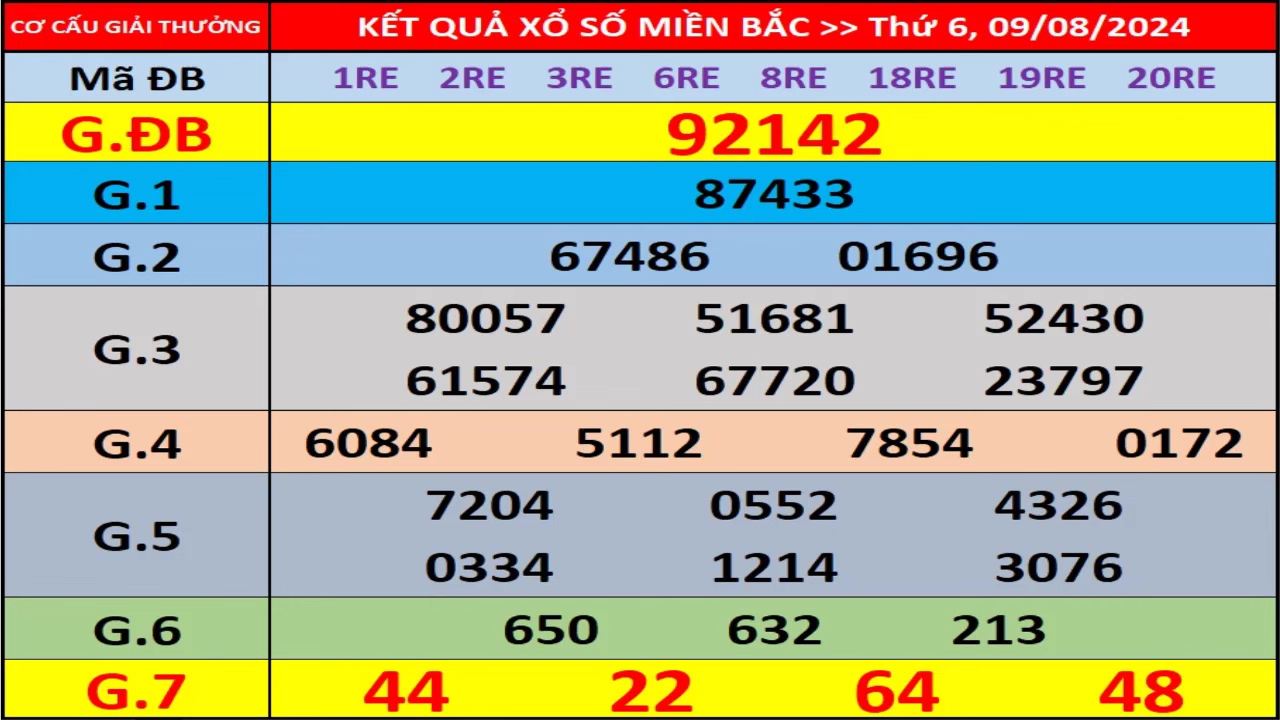 CƠ CẤU GIẢI THƯỞNG KẾT QUẢ XỔ SỐ MIỀN BẮC >> Thứ 6, 09/08/2024
Mã ĐB 1RE 2RE 3RE 6RE 8RE 18RE 19RE 20RE
G.ĐB 92142
G.1 87433
G.2 67486 01696
G.3
80057 51681 52430
61574 67720 23797
G.4 6084 5112 7854 0172
G.5
7204 0552 4326
0334 1214 3076
G.6 650 632 213
G.7 44 22 64 48